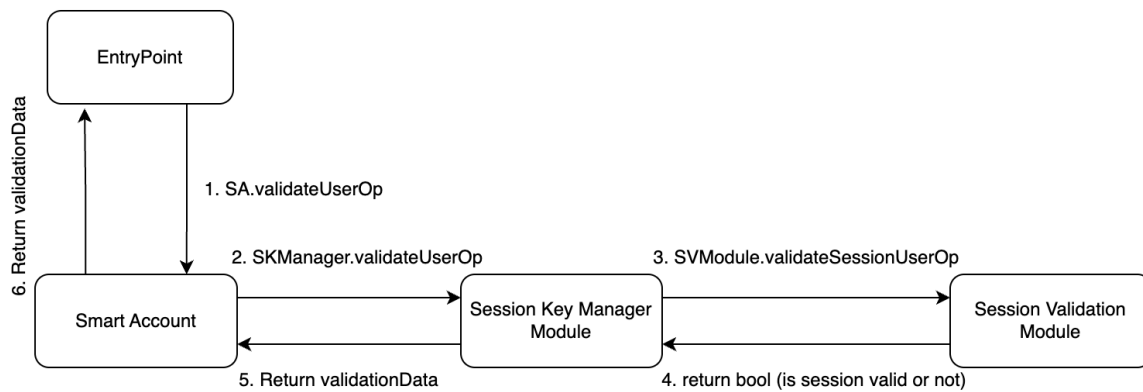 EntryPoint
6. Return validationData
1. SA.validateUserOp
2. SKManager.validateUserOp
3. SVModule.validateSessionUserOp
Smart Account
Session Key Manager
Module
Session Validation
Module
5. Return validationData
4. return bool (is session valid or not)